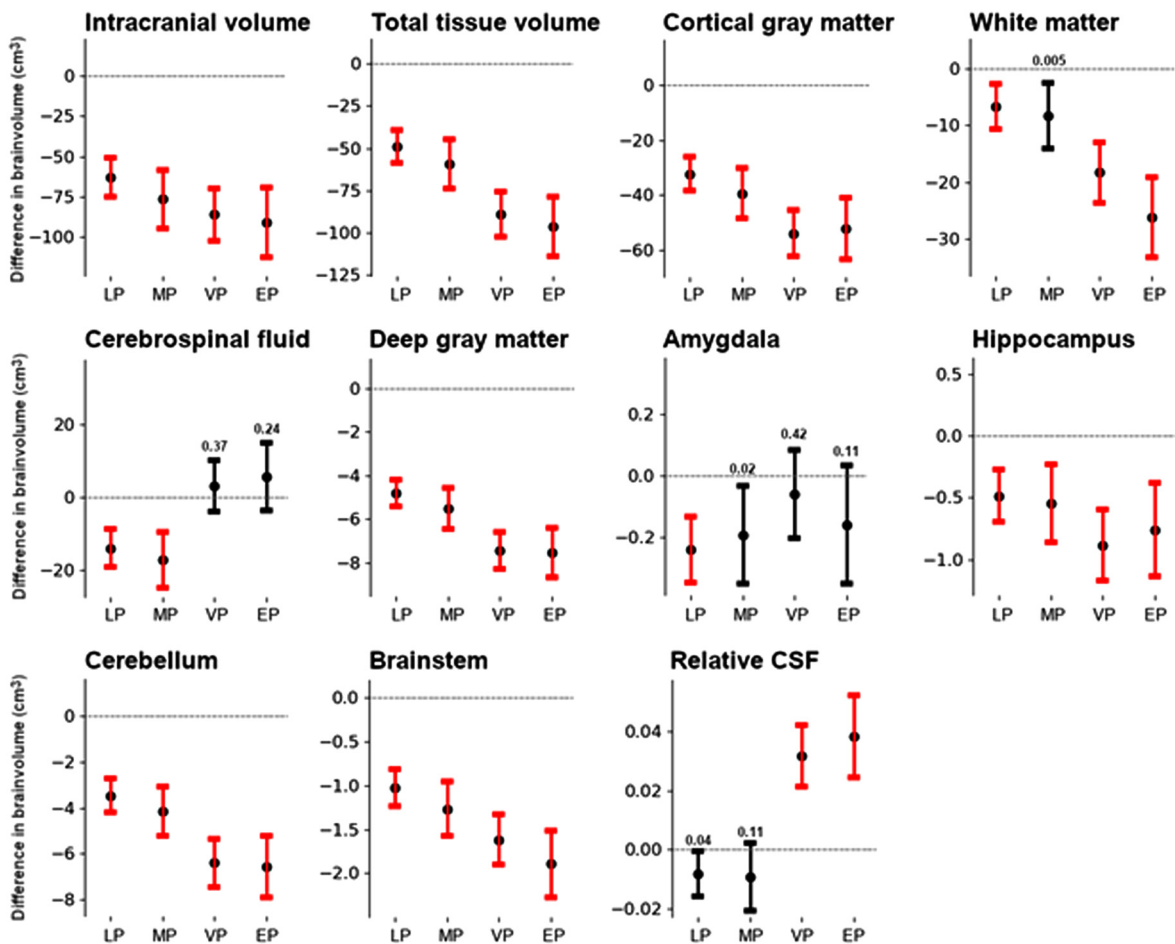 Intracranial volume
Difference in brainvolume (cm³)
0
−25
−50
−75
−100
LP MP VP EP
Total tissue volume
0
−25
−50
−75
−100
−125
LP MP VP EP
Cortical gray matter
0
−20
−40
−60
LP MP VP EP
White matter
0
−10
−20
−30
0.005
LP MP VP EP
Cerebrospinal fluid
Difference in brainvolume (cm³)
20
0
−20
0.37
0.24
LP MP VP EP
Deep gray matter
0
−2
−4
−6
−8
LP MP VP EP
Amygdala
0.2
0.0
−0.2
0.02
0.42
0.11
LP MP VP EP
Hippocampus
0.5
0.0
−0.5
−1.0
LP MP VP EP
Cerebellum
Difference in brainvolume (cm³)
0
−2
−4
−6
−8
LP MP VP EP
Brainstem
0.0
−0.5
−1.0
−1.5
−2.0
LP MP VP EP
Relative CSF
0.04
0.02
0.00
−0.02
0.04
0.11
LP MP VP EP